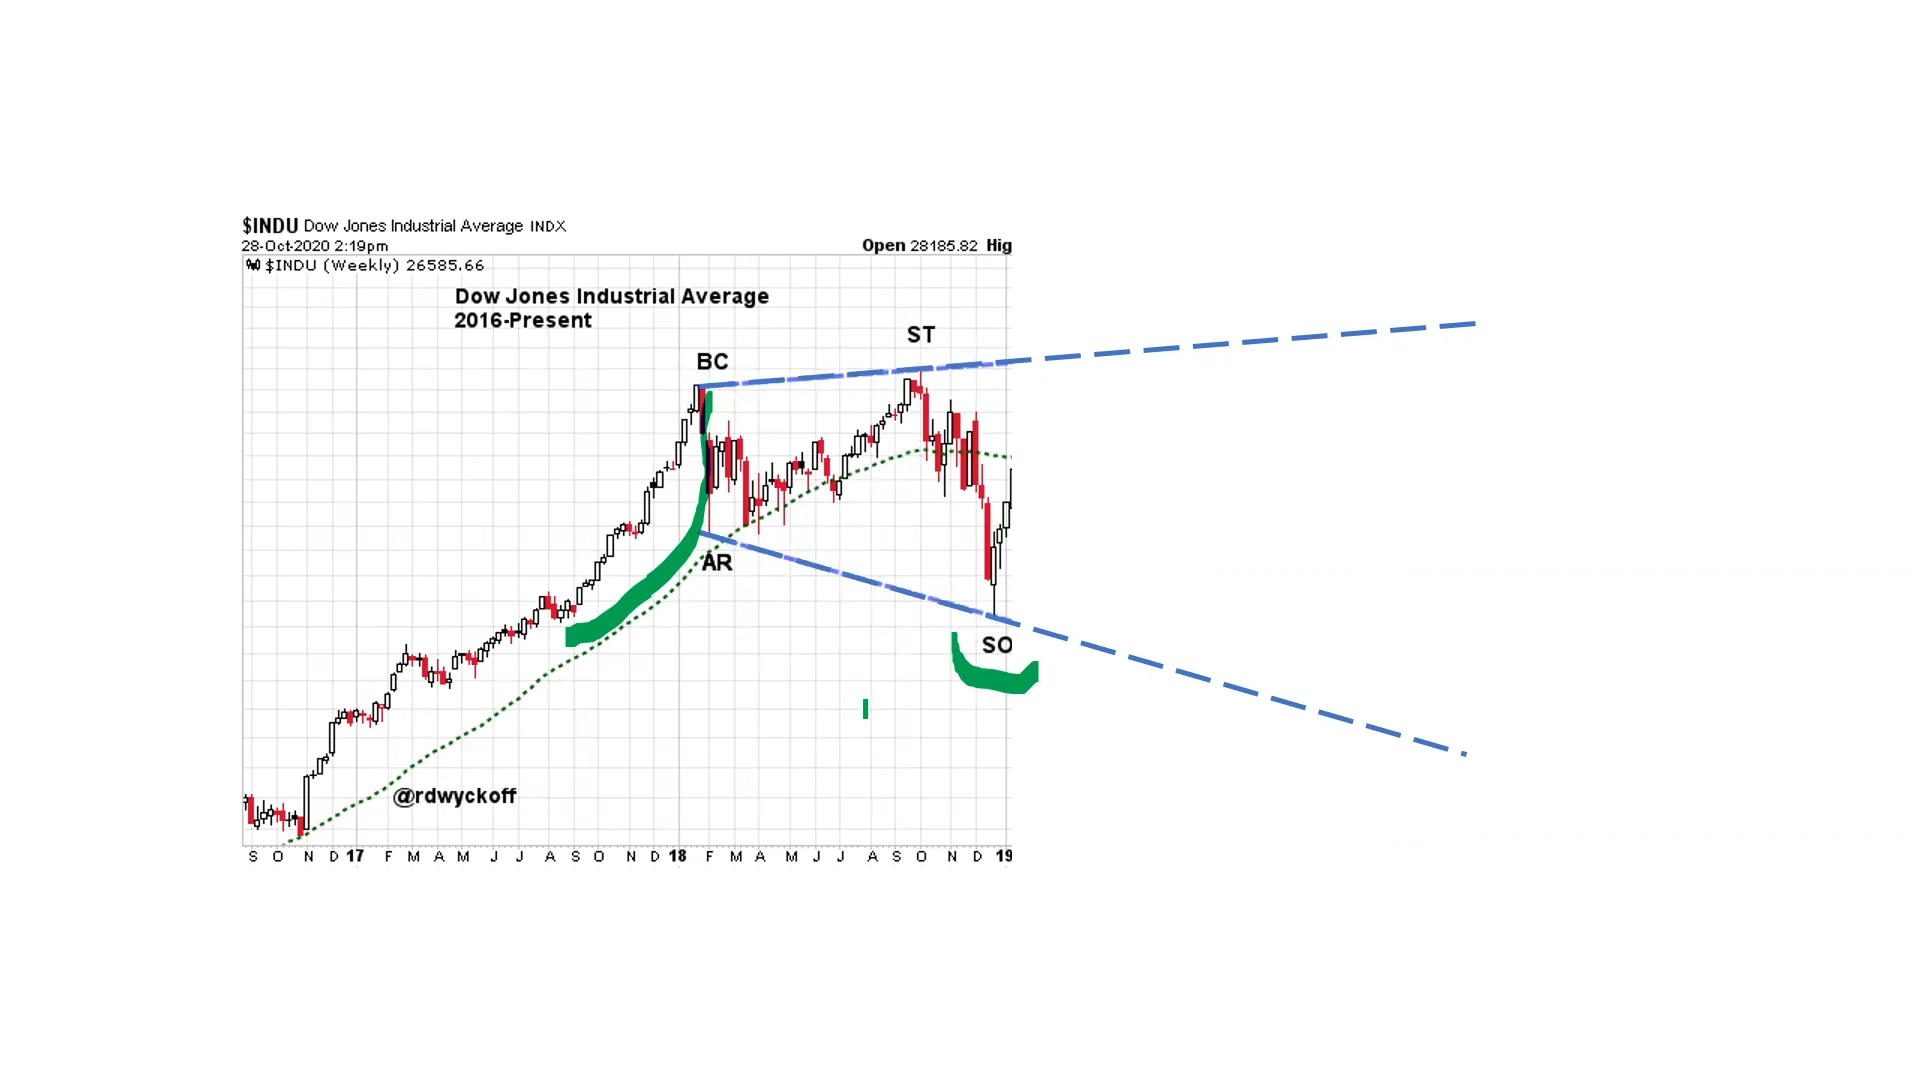 $INDU Dow Jones Industrial Average INDX
28-Oct-2020 2:19pm Open 28185.82 Hig
$INDU (Weekly) 26585.66
Dow Jones Industrial Average
2016-Present
ST
BC
AR
SO
@rdwyckoff
S O N D 17 F M A M J J A S O N D 18 F M A M J J A S O N D 19